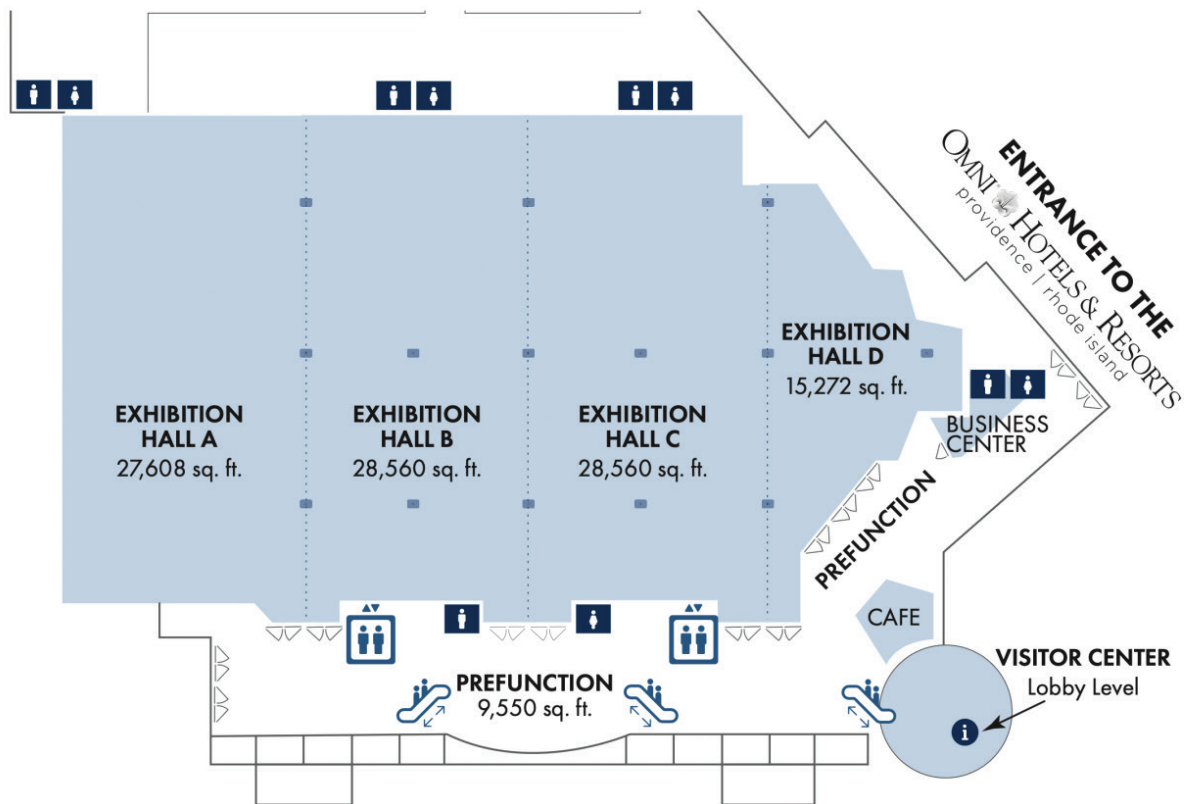 ENTRANCE TO THE
OMNI HOTELS & RESORTS
providence | rhode island
EXHIBITION
HALL A
27,608 sq. ft.
EXHIBITION
HALL B
28,560 sq. ft.
EXHIBITION
HALL C
28,560 sq. ft.
EXHIBITION
HALL D
15,272 sq. ft.
BUSINESS
CENTER
PREFUNCTION
CAFE
VISITOR CENTER
Lobby Level
i
PREFUNCTION
9,550 sq. ft.